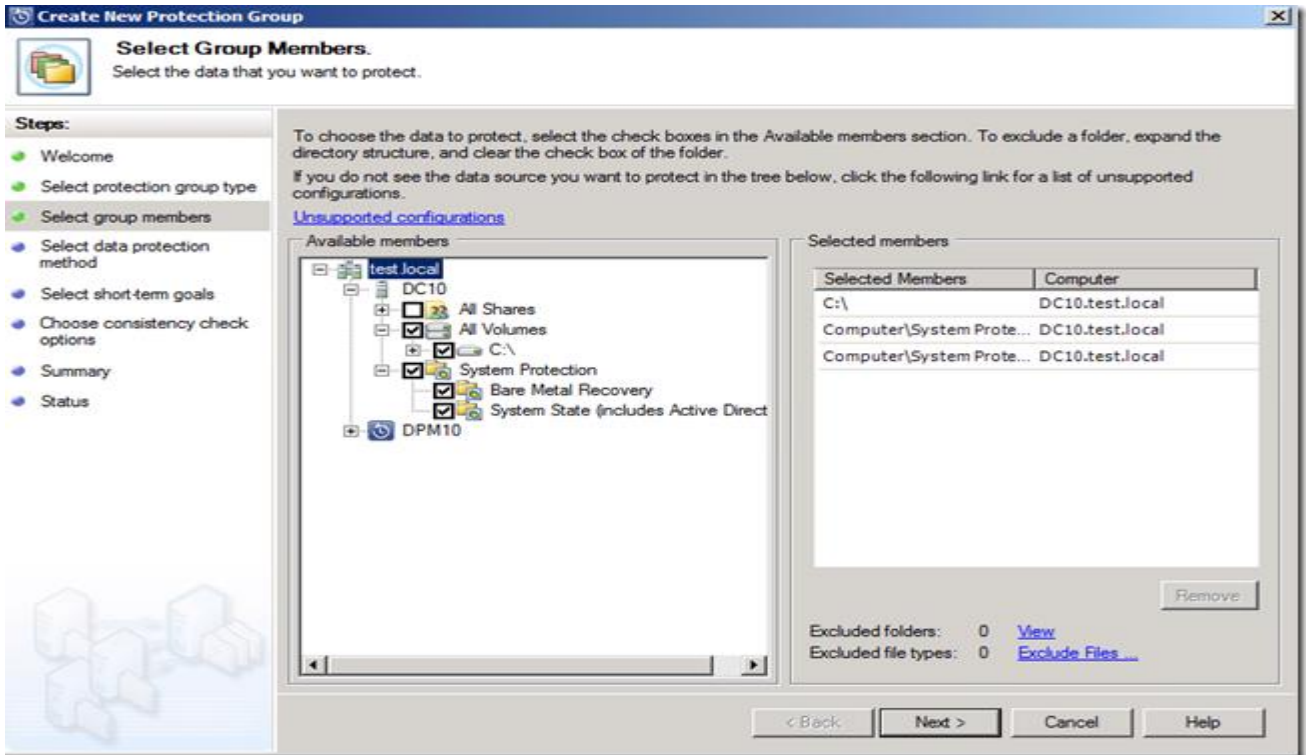 Create New Protection Group
Select Group Members.
Select the data that you want to protect.
Steps:
Welcome
Select protection group type
Select group members
Select data protection
method
Select short-term goals
Choose consistency check
options
Summary
Status
To choose the data to protect, select the check boxes in the Available members section. To exclude a folder, expand the
directory structure, and clear the check box of the folder.
If you do not see the data source you want to protect in the tree below, click the following link for a list of unsupported
configurations.
Unsupported configurations
Available members
test.local
DC10
All Shares
All Volumes
C:\
System Protection
Bare Metal Recovery
System State (includes Active Direct
DPM10
Selected members
Selected Members Computer
C:\ DC10.test.local
Computer\System Prote... DC10.test.local
Computer\System Prote... DC10.test.local
Remove
Excluded folders: 0 View
Excluded file types: 0 Exclude Files ...
< Back Next > Cancel Help